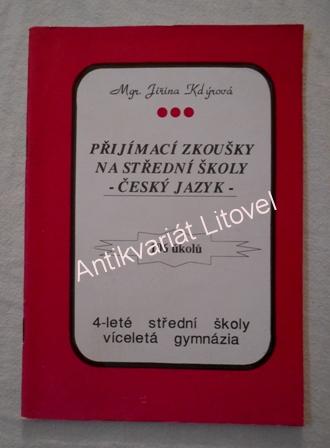 Mgr. Jiřina Kdýrová
PŘIJÍMACÍ ZKOUŠKY
NA STŘEDNÍ ŠKOLY
- ČESKÝ JAZYK -
úkolů
Antikvariát Litovel
4-leté střední školy
víceletá gymnázia